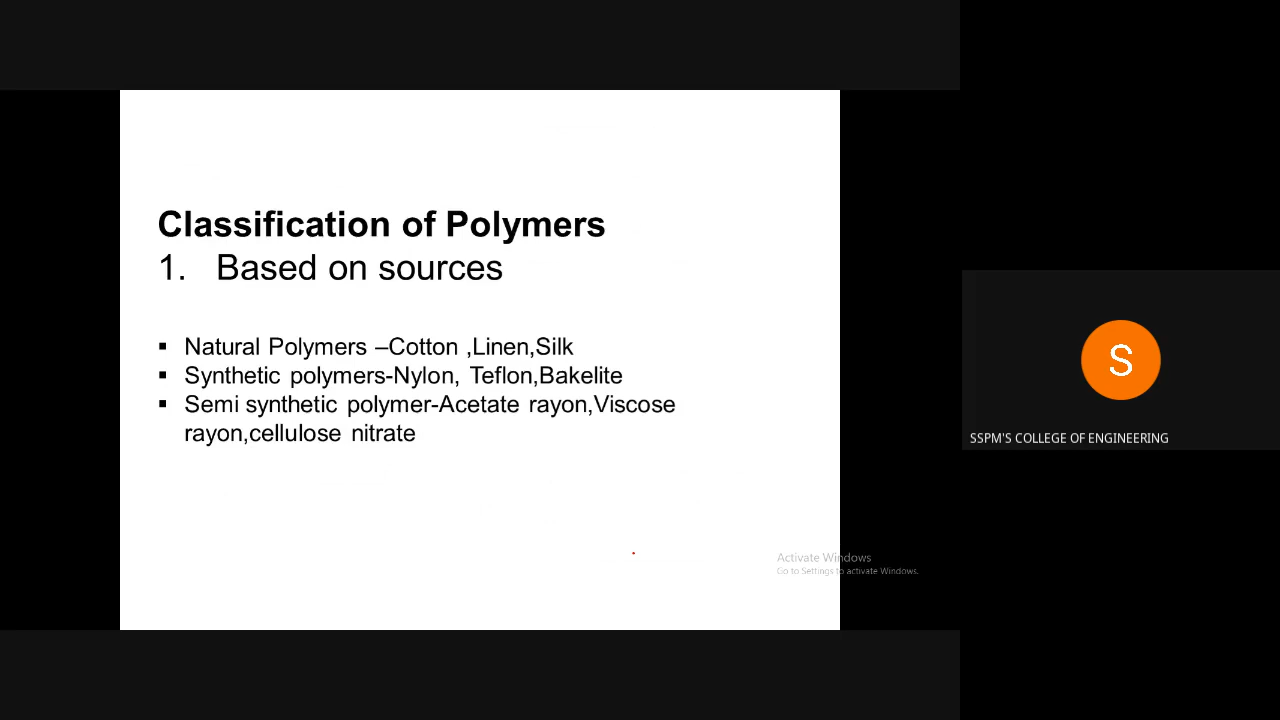 Classification of Polymers
1. Based on sources
▪ Natural Polymers –Cotton ,Linen,Silk
▪ Synthetic polymers-Nylon, Teflon,Bakelite
▪ Semi synthetic polymer-Acetate rayon,Viscose
rayon,cellulose nitrate
S
SSPM'S COLLEGE OF ENGINEERING
Activate Windows
Go to Settings to activate Windows.